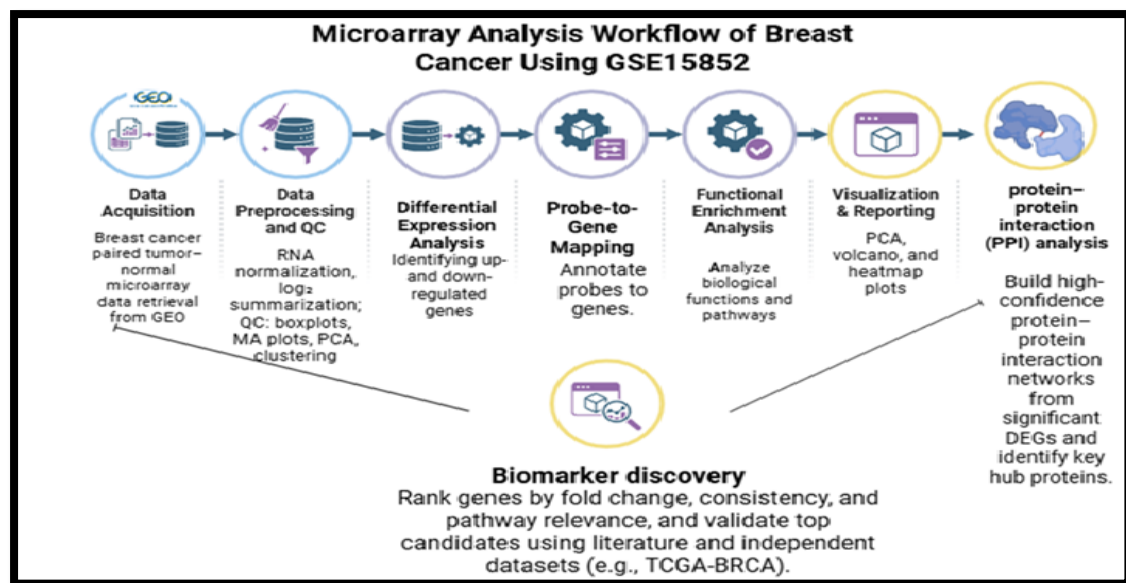 Microarray Analysis Workflow of Breast
Cancer Using GSE15852
GEO
Data
Acquisition
Breast cancer
paired tumor–
normal
microarray
data retrieval
from GEO
Data
Preprocessing
and QC
RNA
normalization,
log₂
summarization;
QC: boxplots,
MA plots, PCA,
clustering
Differential
Expression
Analysis
Identifying up-
and down-
regulated
genes
Probe-to-
Gene
Mapping
Annotate
probes to
genes.
Functional
Enrichment
Analysis
Analyze
biological
functions and
pathways
Visualization
& Reporting
PCA,
volcano, and
heatmap
plots
protein–
protein
interaction
(PPI) analysis
Build high-
confidence
protein–
protein
interaction
networks
from
significant
DEGs and
identify key
hub proteins.
Biomarker discovery
Rank genes by fold change, consistency, and
pathway relevance, and validate top
candidates using literature and independent
datasets (e.g., TCGA-BRCA).